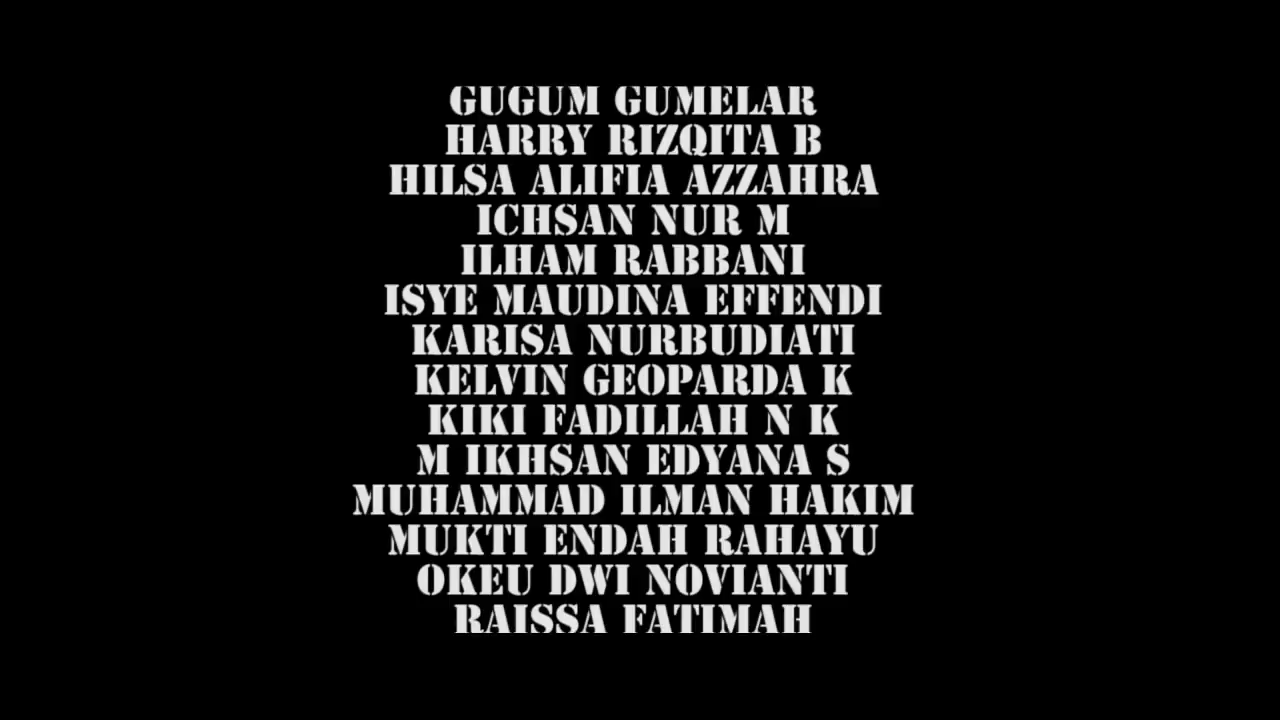 GUGUM GUMELAR
HARRY RIZQITA B
HILSA ALIFIA AZZAHRA
ICHSAN NUR M
ILHAM RABBANI
ISYE MAUDINA EFFENDI
KARISA NURBUDIATI
KELVIN GEOPARDA K
KIKI FADILLAH N K
M IKHSAN EDYANA S
MUHAMMAD ILMAN HAKIM
MUKTI ENDAH RAHAYU
OKEU DWI NOVIANTI
RAISSA FATIMAH